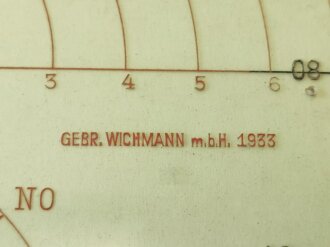 3 4 5 6 08
GEBR. WICHMANN m.b.H. 1933
NO